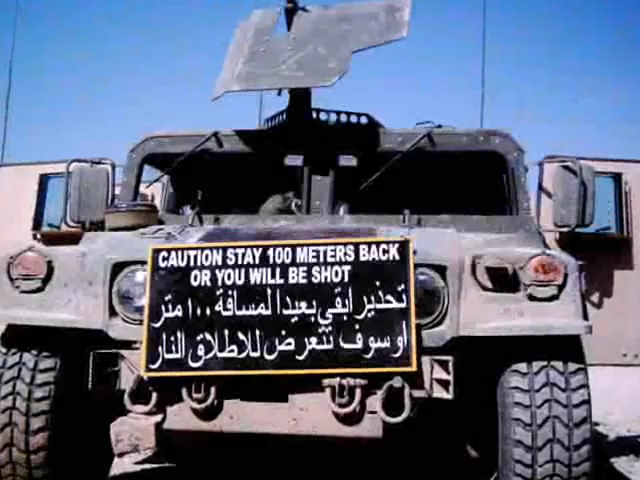 CAUTION STAY 100 METERS BACK
OR YOU WILL BE SHOT
تحذير ابقي بعيدا لمسافة ١٠٠ متر
او سوف تتعرض للاطلاق النار